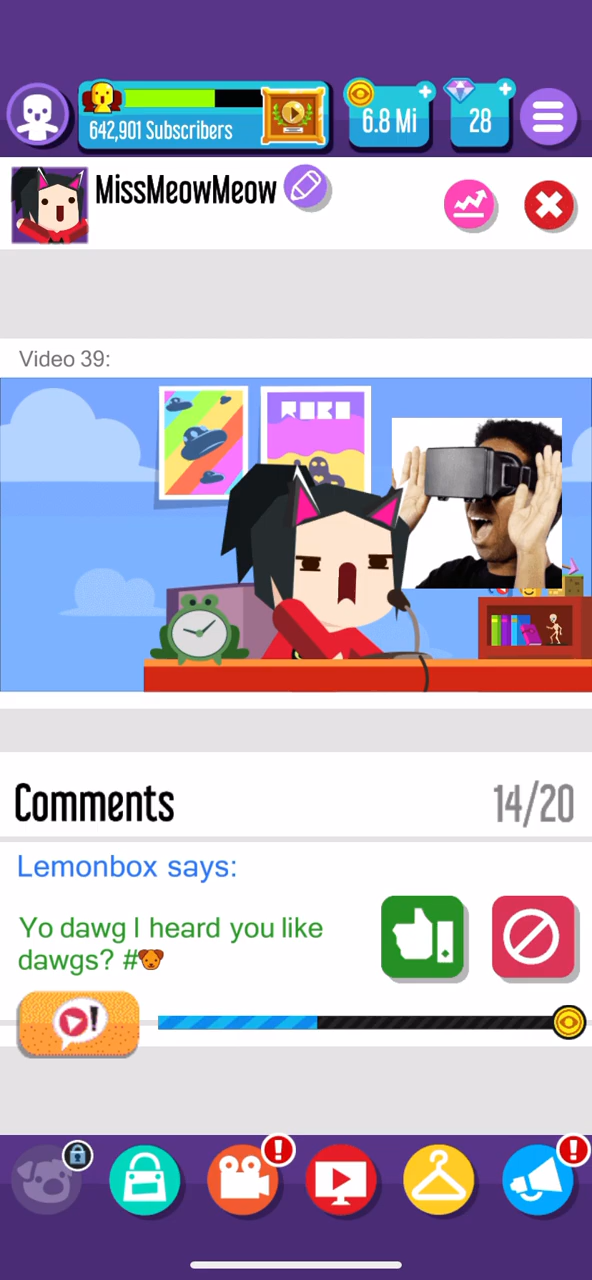 642,901 Subscribers
6.8 Mi
28
MissMeowMeow
Video 39:
Comments
14/20
Lemonbox says:
Yo dawg I heard you like
dawgs? #🐶
!
!
!